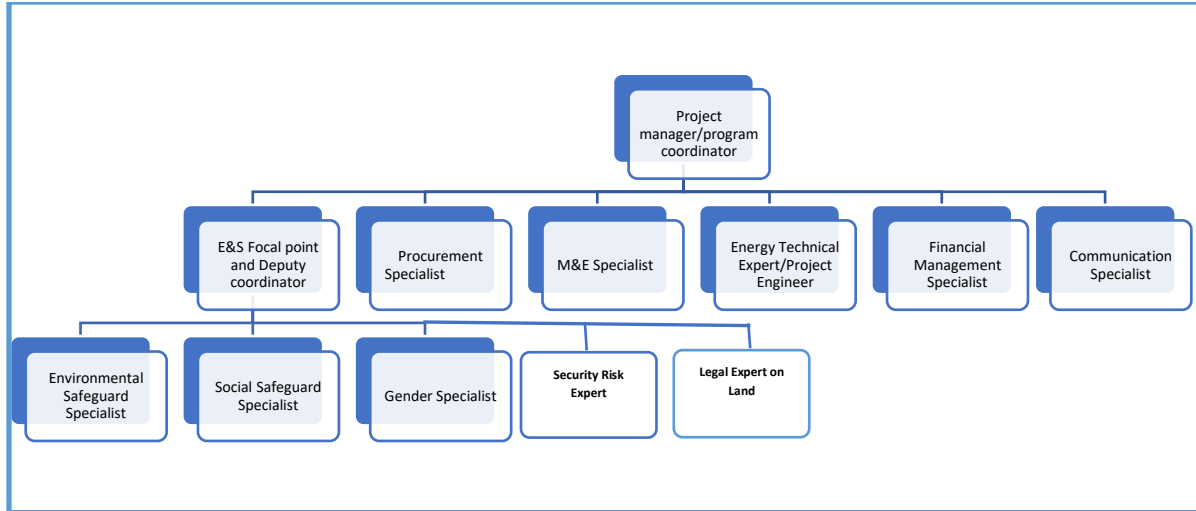 Project
manager/program
coordinator
E&S Focal point
and Deputy
coordinator
Procurement
Specialist
M&E Specialist
Energy Technical
Expert/Project
Engineer
Financial
Management
Specialist
Communication
Specialist
Environmental
Safeguard
Specialist
Social Safeguard
Specialist
Gender Specialist
Security Risk
Expert
Legal Expert on
Land